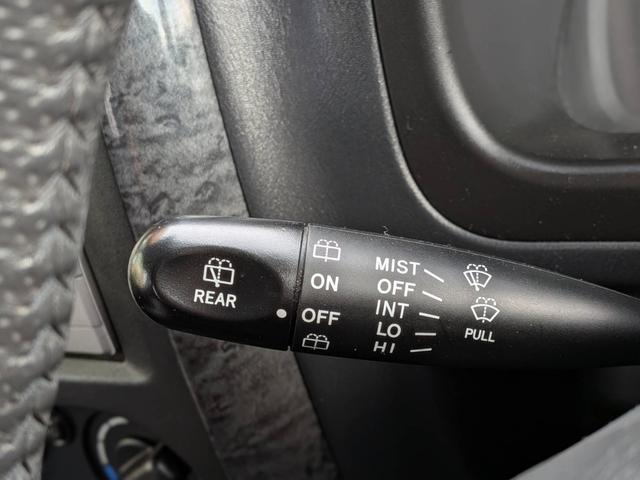 REAR
ON
OFF
MIST
OFF
INT
LO
HI
PULL